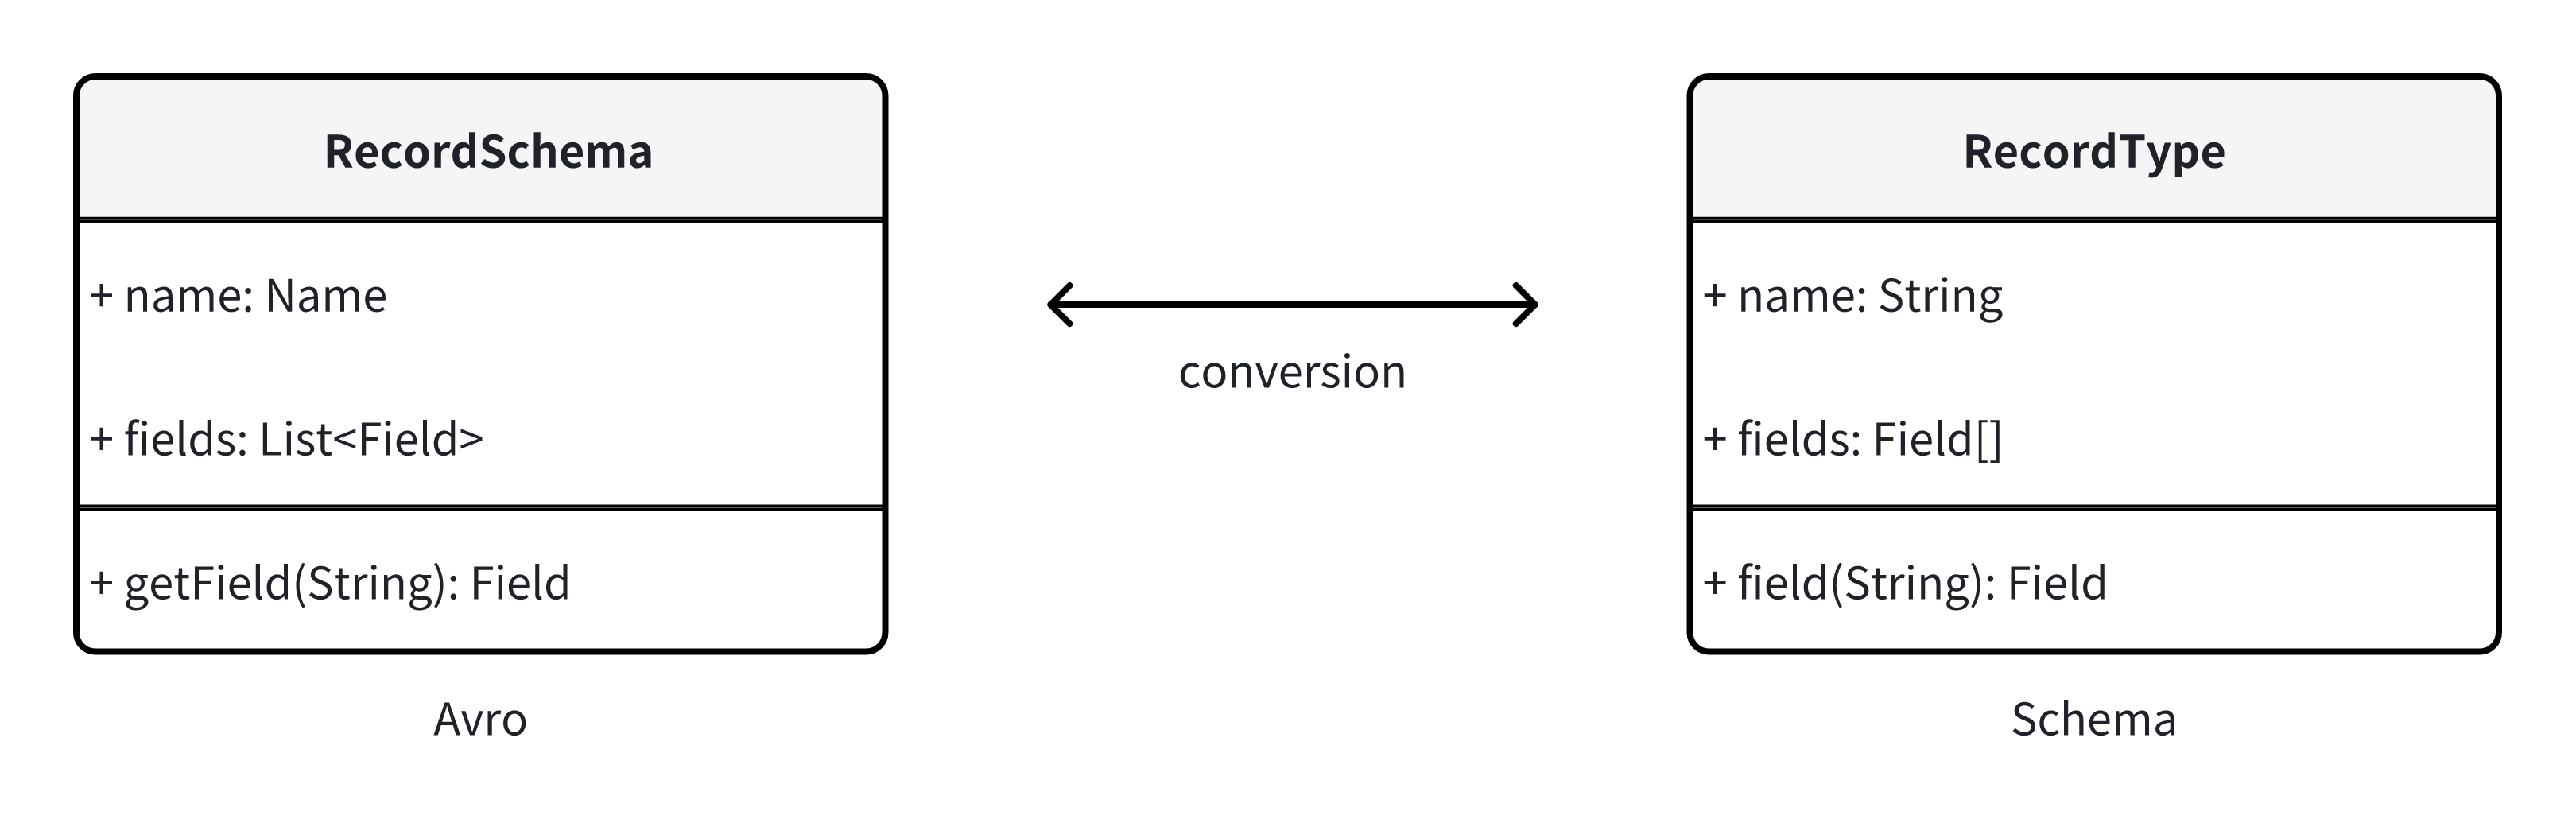 RecordSchema
+ name: Name
+ fields: List<Field>
+ getField(String): Field
Avro
conversion
RecordType
+ name: String
+ fields: Field[]
+ field(String): Field
Schema